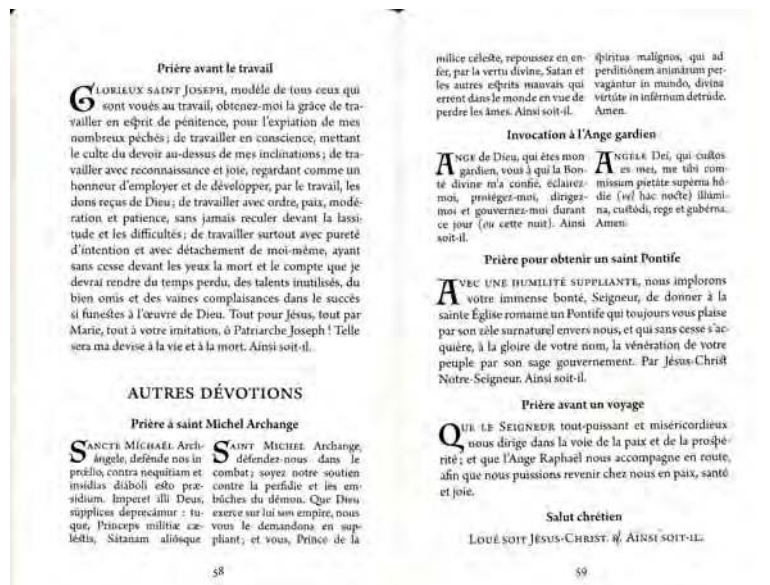 Prière avant le travail
GLORIEUX SAINT JOSEPH, modèle de tous ceux qui
sont voués au travail, obtenez-moi la grâce de tra-
vailler en esprit de pénitence, pour l'expiation de mes
nombreux péchés ; de travailler en conscience, mettant
le culte du devoir au-dessus de mes inclinations ; de tra-
vailler avec reconnaissance et joie, regardant comme un
honneur d'employer et de développer, par le travail, les
dons reçus de Dieu ; de travailler avec ordre, paix, modé-
ration et patience, sans jamais reculer devant la lassi-
tude et les difficultés ; de travailler surtout avec pureté
d'intention et avec détachement de moi-même, ayant
sans cesse devant les yeux la mort et le compte que je
devrai rendre du temps perdu, des talents inutilisés, du
bien omis et des vaines complaisances dans le succès
si funestes à l'œuvre de Dieu. Tout pour Jésus, tout par
Marie, tout à votre imitation, ô Patriarche Joseph ! Telle
sera ma devise à la vie et à la mort. Ainsi soit-il.
AUTRES DÉVOTIONS
Prière à saint Michel Archange
SANCTE MICHAËL Arch-
ángele, defénde nos in
prœlio, contra nequítiam et
insídias diáboli esto præ-
sídium. Imperet illi Deus,
súpplices deprecámur : tu-
que, Princeps milítiæ cæ-
léstis, Sátanam aliósque
SAINT MICHEL Archange,
défendez-nous dans le
combat ; soyez notre soutien
contre la perfidie et les em-
bûches du démon. Que Dieu
exerce sur lui son empire, nous
vous le demandons en sup-
pliant ; et vous, Prince de la
58
milice céleste, repoussez en en-
fer, par la vertu divine, Satan et
les autres esprits mauvais qui
errent dans le monde en vue de
perdre les âmes. Ainsi soit-il.
spíritus malígnos, qui ad
perditiónem animárum per-
vagántur in mundo, divína
virtúte in inférnum detrúde.
Amen.
Invocation à l'Ange gardien
ANGE de Dieu, qui êtes mon
gardien, vous à qui la Bon-
té divine m'a confié, éclairez-
moi, protégez-moi, dirigez-
moi et gouvernez-moi durant
ce jour (ou cette nuit). Ainsi
soit-il.
ANGELE Dei, qui custos
es mei, me tibi com-
missum pietáte supérna hó-
die (vel hac nocte) illúmi-
na, custódi, rege et gubérna.
Amen.
Prière pour obtenir un saint Pontife
AVEC UNE HUMILITÉ SUPPLIANTE, nous implorons
votre immense bonté, Seigneur, de donner à la
sainte Église romaine un Pontife qui toujours vous plaise
par son zèle surnaturel envers nous, et qui sans cesse s'ac-
quière, à la gloire de votre nom, la vénération de votre
peuple par son sage gouvernement. Par Jésus-Christ
Notre-Seigneur. Ainsi soit-il.
Prière avant un voyage
QUE LE SEIGNEUR tout-puissant et miséricordieux
nous dirige dans la voie de la paix et de la prospé-
rité ; et que l'Ange Raphaël nous accompagne en route,
afin que nous puissions revenir chez nous en paix, santé
et joie.
Salut chrétien
LOUÉ SOIT JÉSUS-CHRIST. ℟. AINSI SOIT-IL.
59